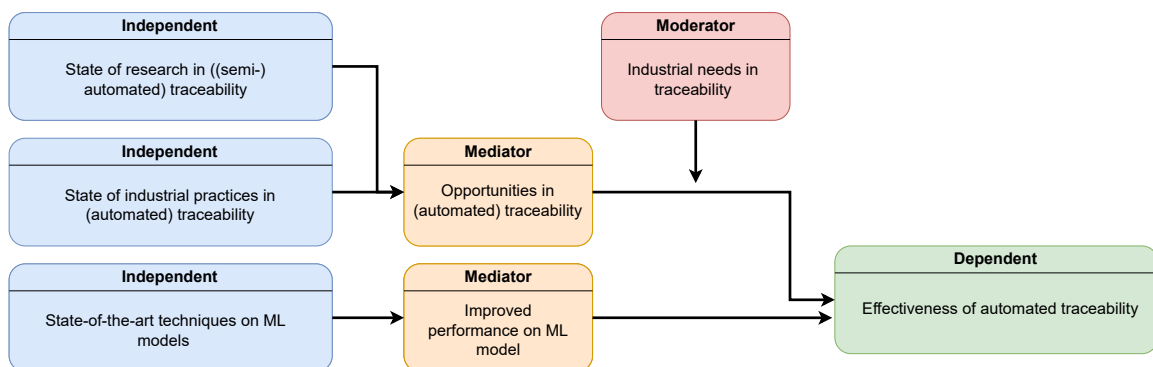 Independent
State of research in ((semi-)
automated) traceability
Moderator
Industrial needs in
traceability
Independent
State of industrial practices in
(automated) traceability
Mediator
Opportunities in
(automated) traceability
Independent
State-of-the-art techniques on ML
models
Mediator
Improved
performance on ML
model
Dependent
Effectiveness of automated traceability